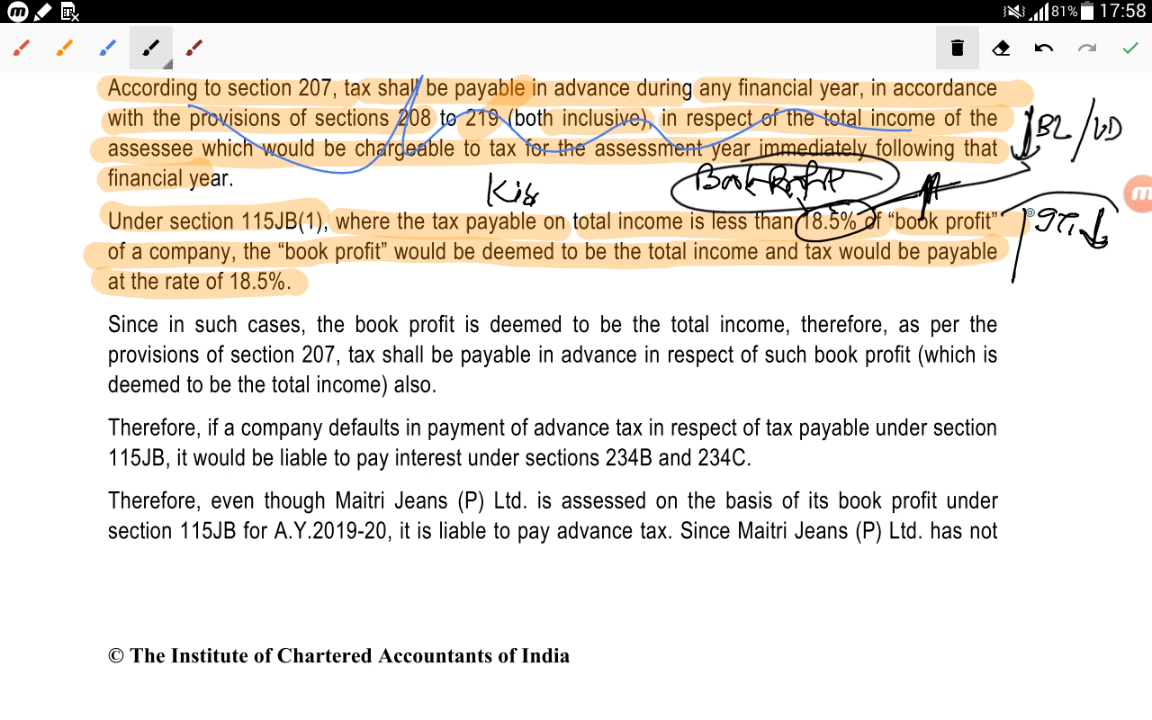 81% 17:58
According to section 207, tax shall be payable in advance during any financial year, in accordance
with the provisions of sections 208 to 219 (both inclusive), in respect of the total income of the
assessee which would be chargeable to tax for the assessment year immediately following that
financial year.
BL/UD
Book Profit
Under section 115JB(1), where the tax payable on total income is less than 18.5% of “book profit”
of a company, the “book profit” would be deemed to be the total income and tax would be payable
at the rate of 18.5%.
Since in such cases, the book profit is deemed to be the total income, therefore, as per the
provisions of section 207, tax shall be payable in advance in respect of such book profit (which is
deemed to be the total income) also.
Therefore, if a company defaults in payment of advance tax in respect of tax payable under section
115JB, it would be liable to pay interest under sections 234B and 234C.
Therefore, even though Maitri Jeans (P) Ltd. is assessed on the basis of its book profit under
section 115JB for A.Y.2019-20, it is liable to pay advance tax. Since Maitri Jeans (P) Ltd. has not
© The Institute of Chartered Accountants of India